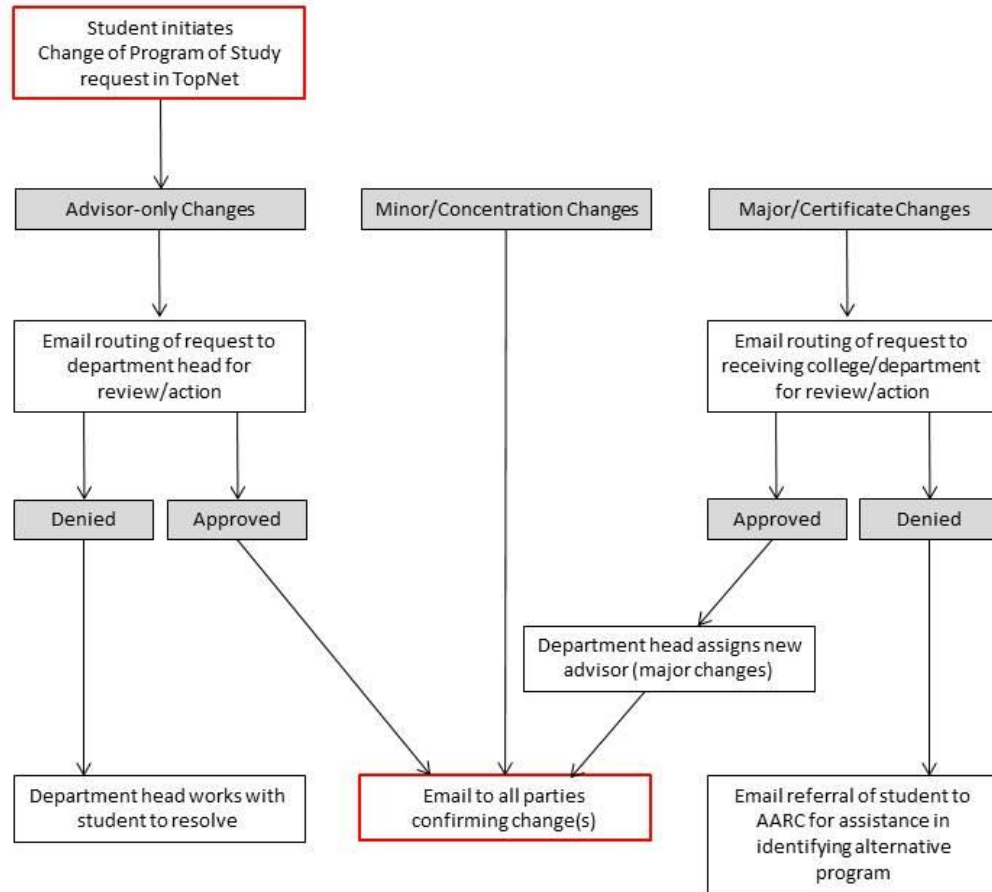 Student initiates
Change of Program of Study
request in TopNet
Advisor-only Changes
Minor/Concentration Changes
Major/Certificate Changes
Email routing of request to
department head for
review/action
Email routing of request to
receiving college/department
for review/action
Denied
Approved
Approved
Denied
Department head assigns new
advisor (major changes)
Department head works with
student to resolve
Email to all parties
confirming change(s)
Email referral of student to
AARC for assistance in
identifying alternative
program